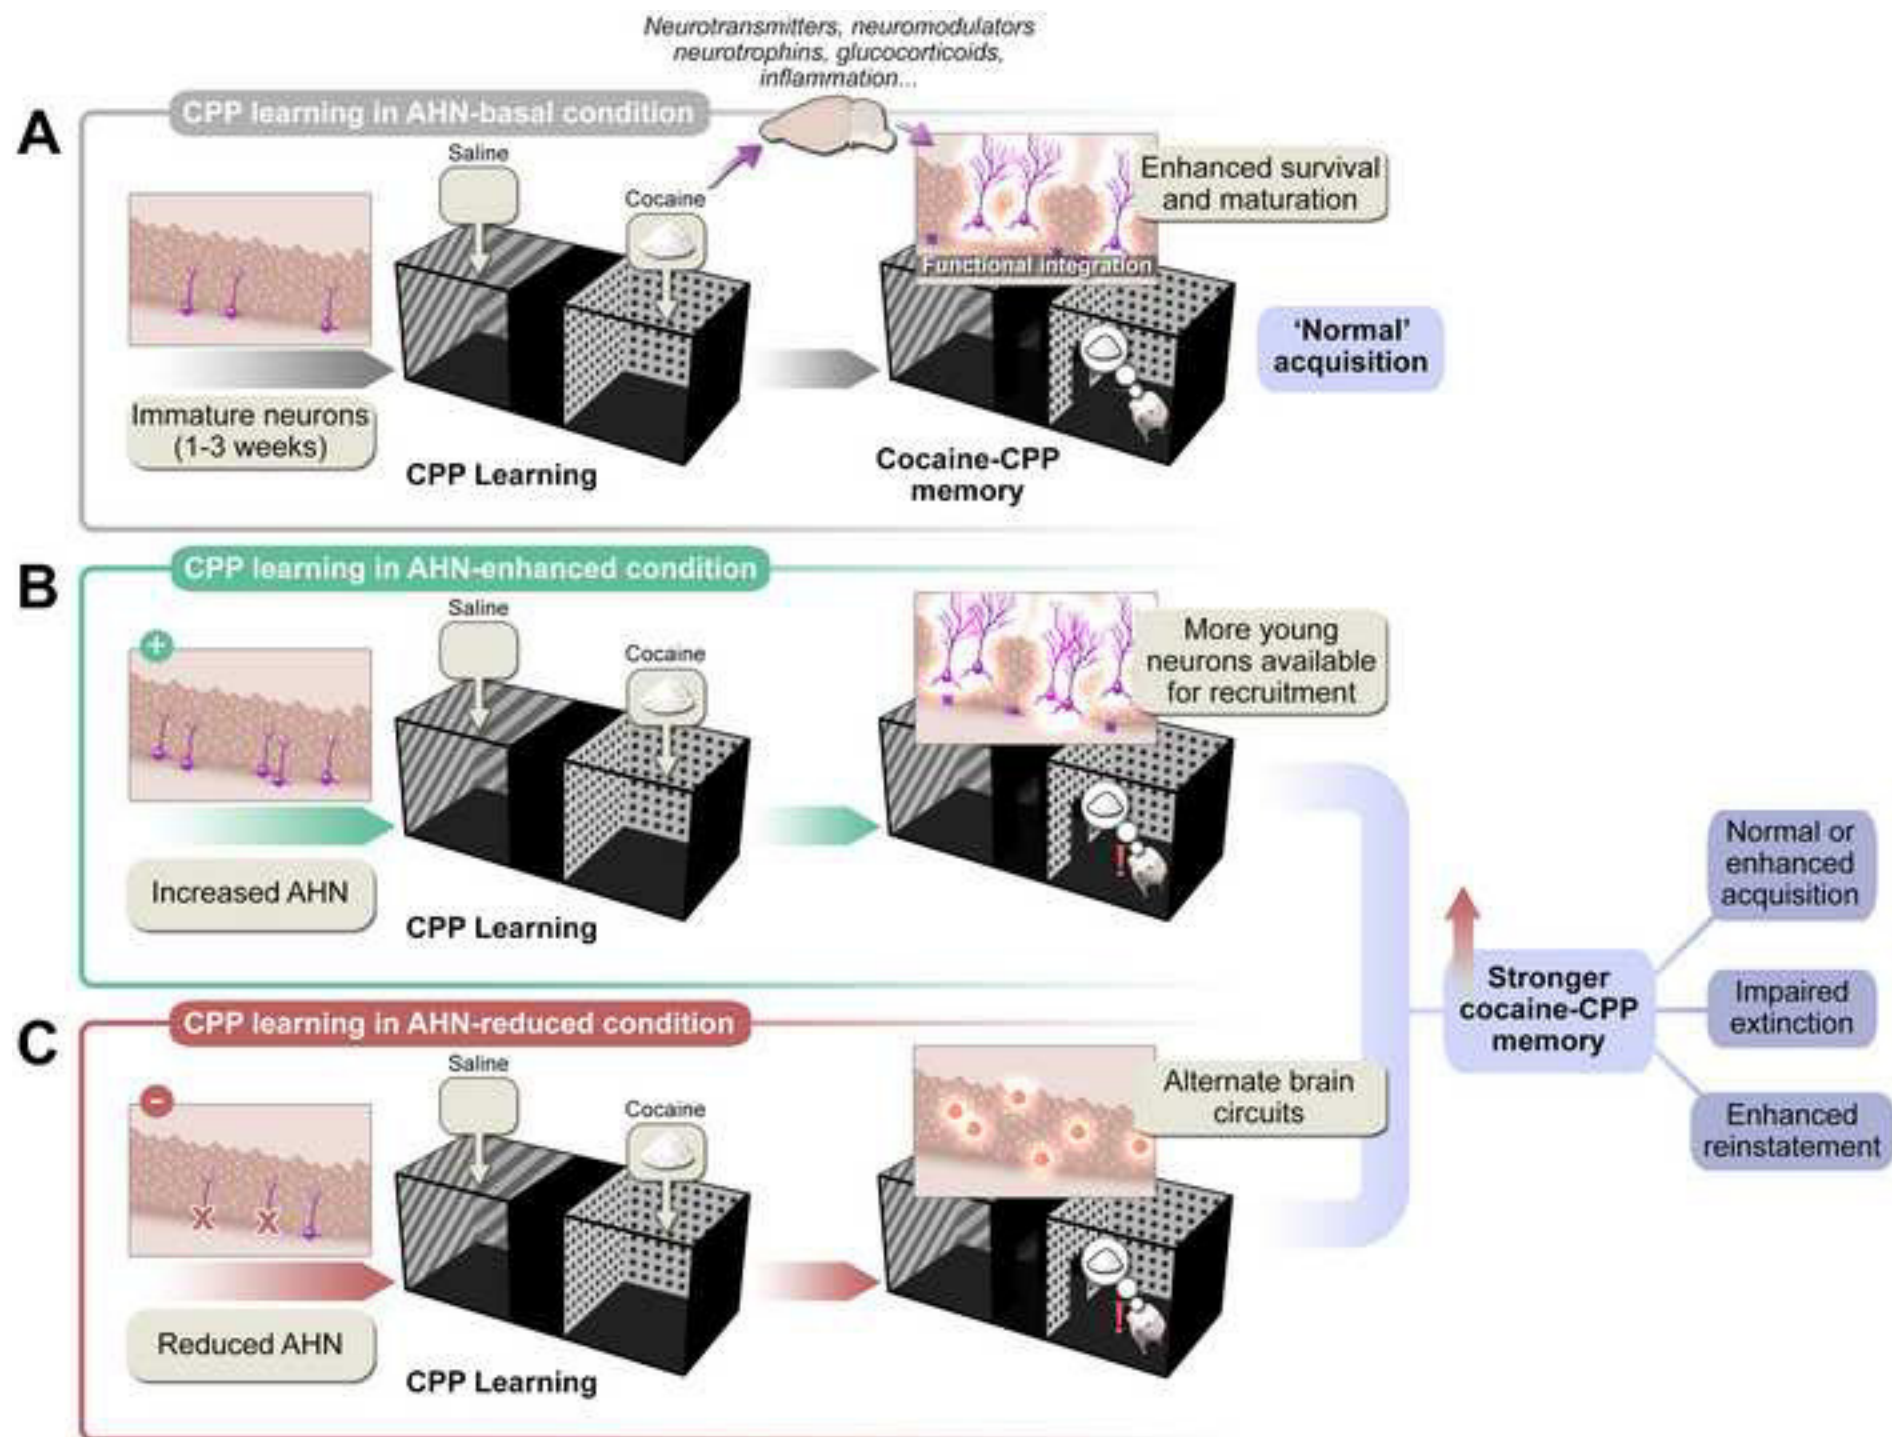 Neurotransmitters, neuromodulators
neurotrophins, glucocorticoids,
inflammation...
A
CPP learning in AHN-basal condition
Saline
Cocaine
Enhanced survival
and maturation
Functional integration
Immature neurons
(1-3 weeks)
CPP Learning
Cocaine-CPP
memory
‘Normal’
acquisition
B
CPP learning in AHN-enhanced condition
+
Saline
Cocaine
More young
neurons available
for recruitment
!
Increased AHN
CPP Learning
C
CPP learning in AHN-reduced condition
-
Saline
Cocaine
Alternate brain
circuits
X X
!
Reduced AHN
CPP Learning
Stronger
cocaine-CPP
memory
Normal or
enhanced
acquisition
Impaired
extinction
Enhanced
reinstatement